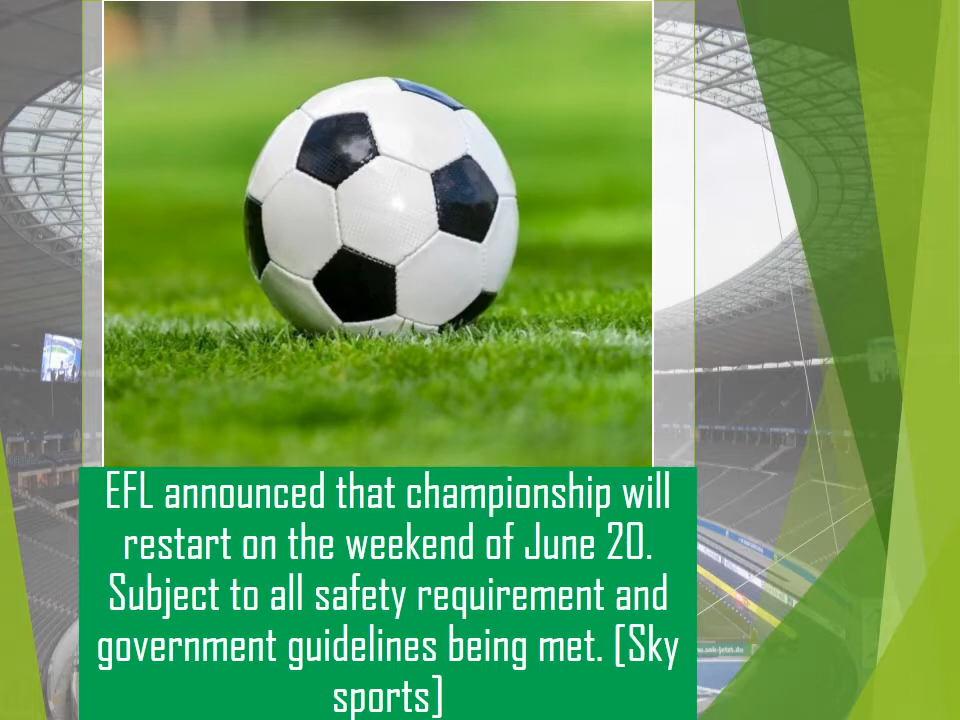 EFL announced that championship will
restart on the weekend of June 20.
Subject to all safety requirement and
government guidelines being met. [Sky
sports]